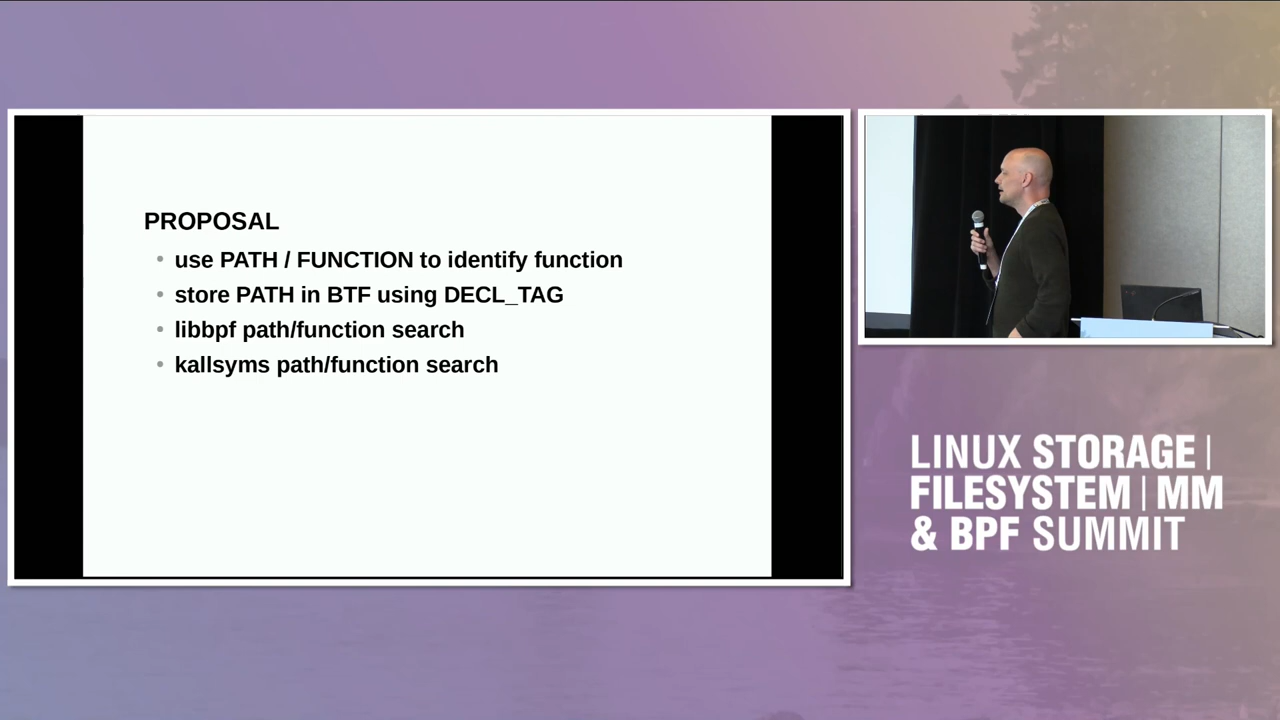 PROPOSAL
use PATH / FUNCTION to identify function
store PATH in BTF using DECL_TAG
libbpf path/function search
kallsyms path/function search
LINUX STORAGE |
FILESYSTEM | MM
& BPF SUMMIT